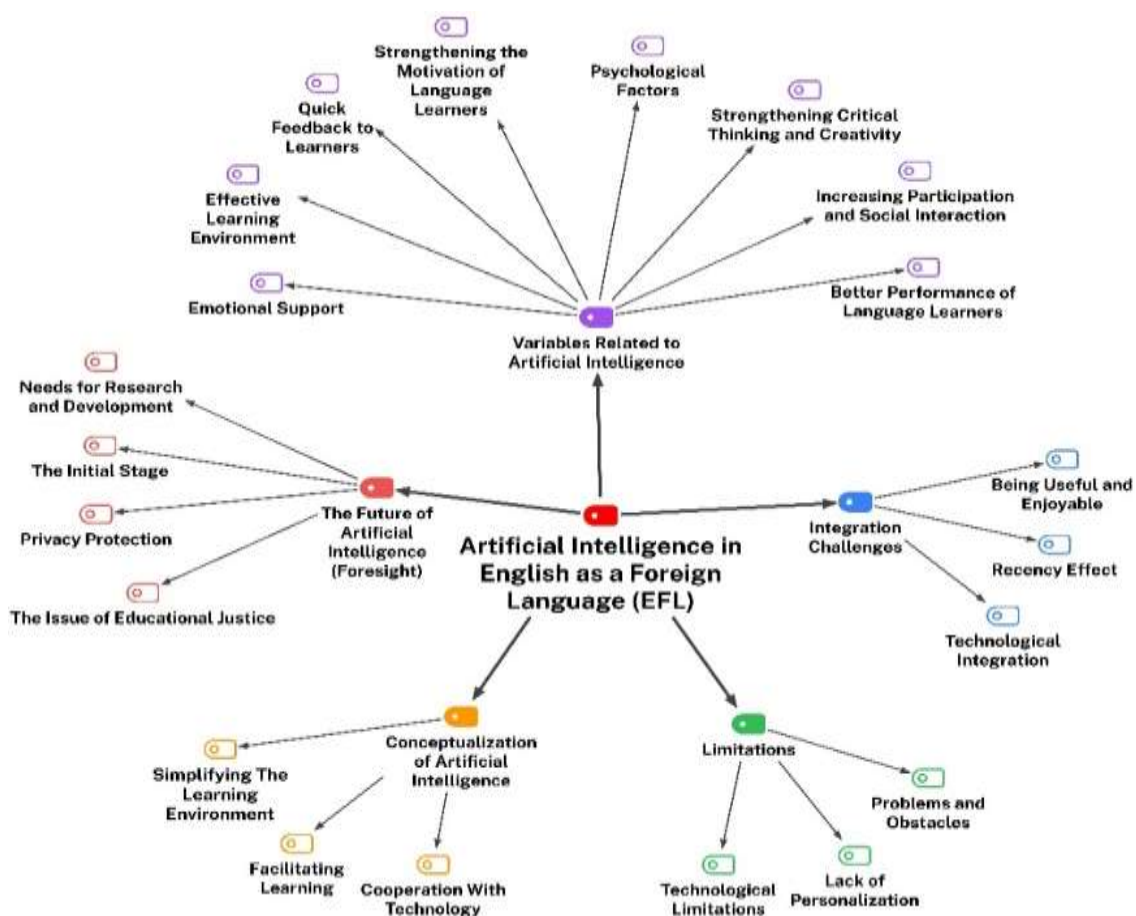 Strengthening the
Motivation of
Language
Learners
Psychological
Factors
Quick
Feedback to
Learners
Strengthening Critical
Thinking and Creativity
Effective
Learning
Environment
Increasing Participation
and Social Interaction
Emotional Support
Better Performance of
Language Learners
Variables Related to
Artificial Intelligence
Needs for Research
and Development
The Initial Stage
Privacy Protection
The Issue of Educational Justice
The Future of
Artificial
Intelligence
(Foresight)
Artificial Intelligence in
English as a Foreign
Language (EFL)
Integration
Challenges
Being Useful and
Enjoyable
Recency Effect
Technological
Integration
Conceptualization
of Artificial
Intelligence
Simplifying The
Learning
Environment
Facilitating
Learning
Cooperation With
Technology
Limitations
Problems and
Obstacles
Lack of
Personalization
Technological
Limitations